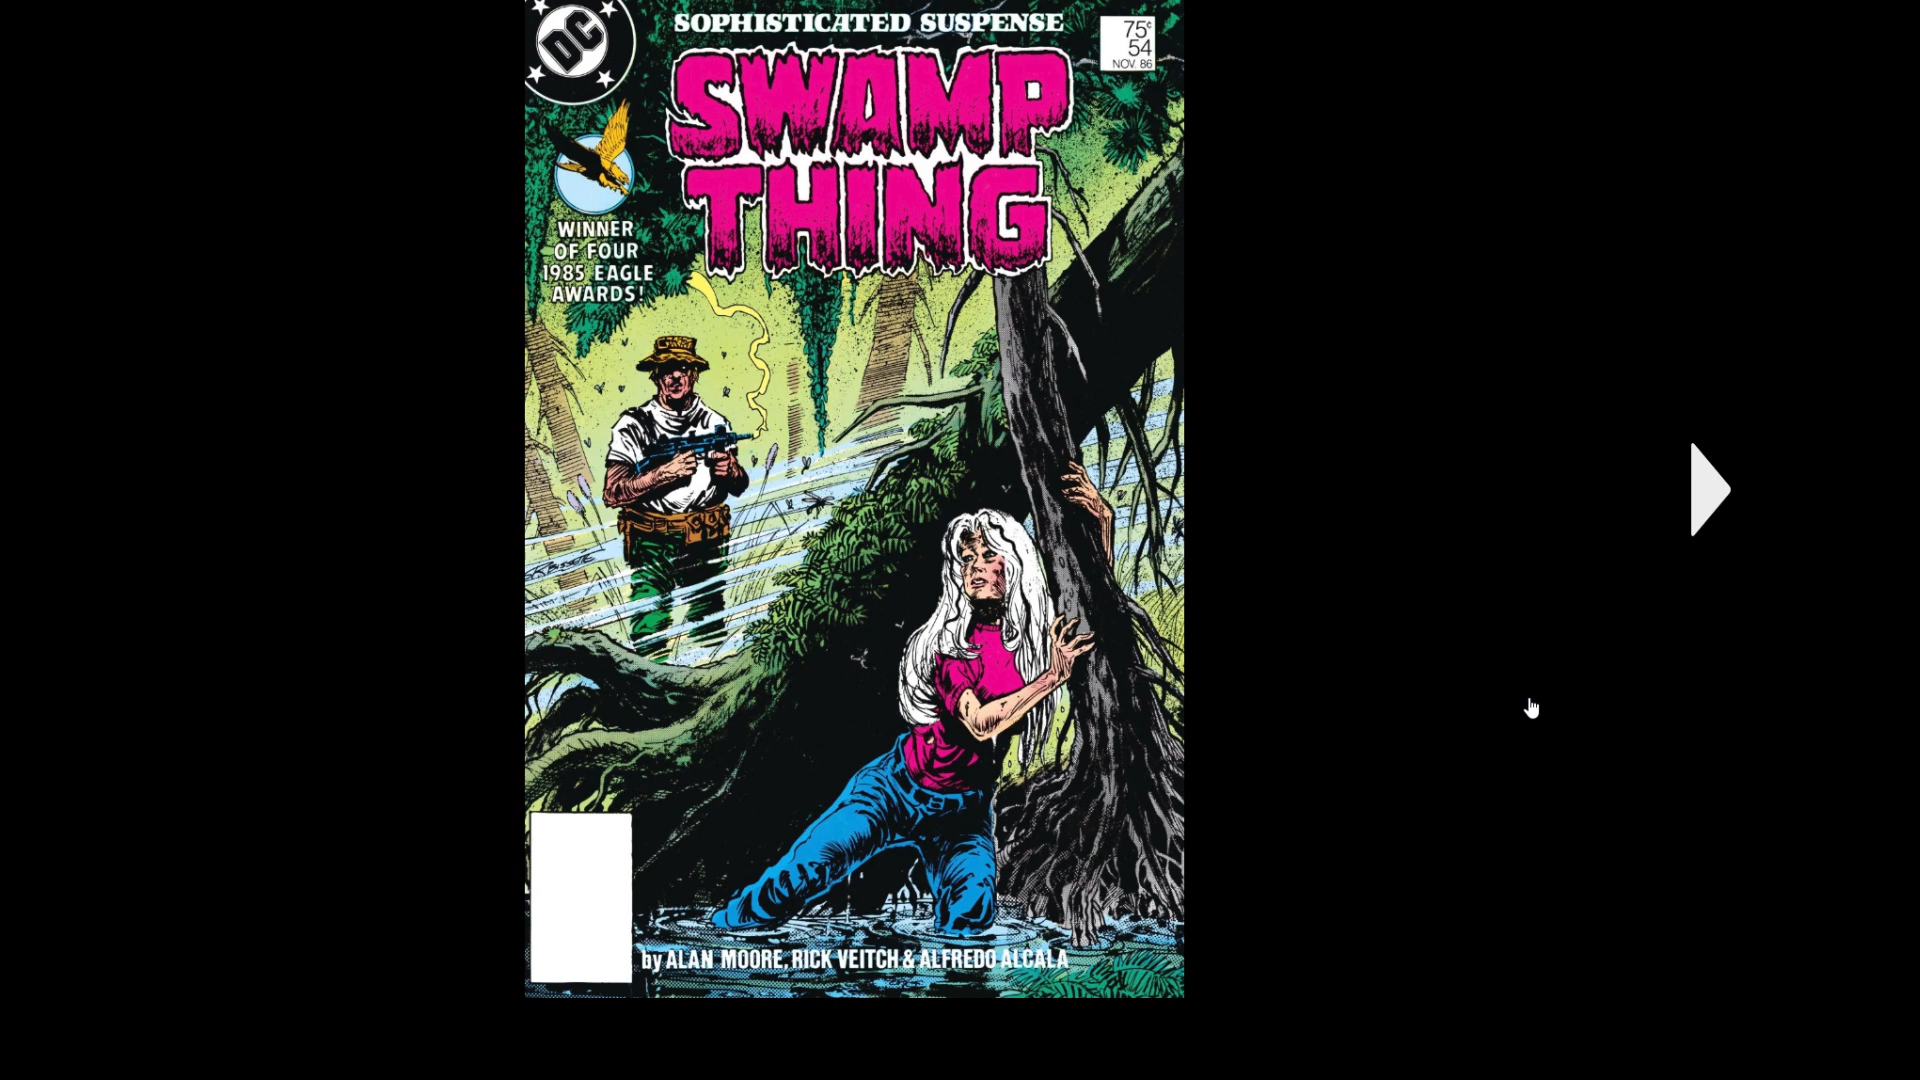 DC
SOPHISTICATED SUSPENSE
75¢
54
NOV. 86
SWAMP
THING
WINNER
OF FOUR
1985 EAGLE
AWARDS!
by ALAN MOORE, RICK VEITCH & ALFREDO ALCALA